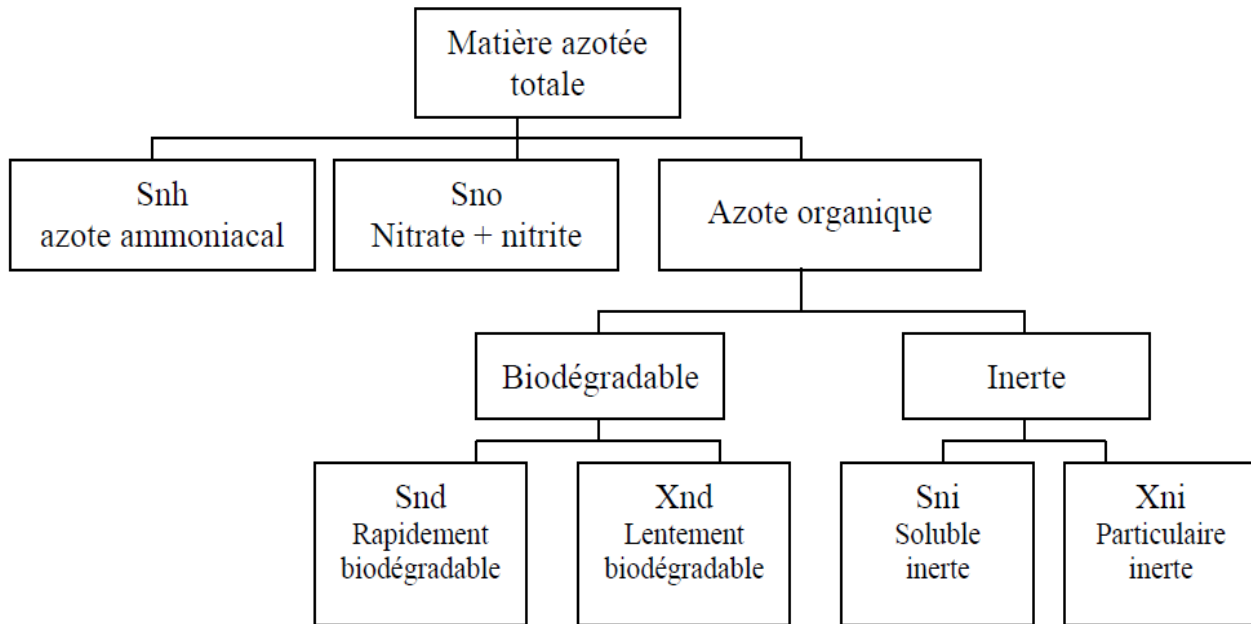 Matière azotée
totale
Snh
azote ammoniacal
Sno
Nitrate + nitrite
Azote organique
Biodégradable
Inerte
Snd
Rapidement
biodégradable
Xnd
Lentement
biodégradable
Sni
Soluble
inerte
Xni
Particulaire
inerte